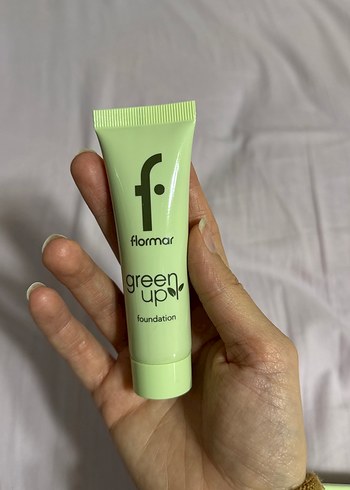 f
flormar
green
up
foundation